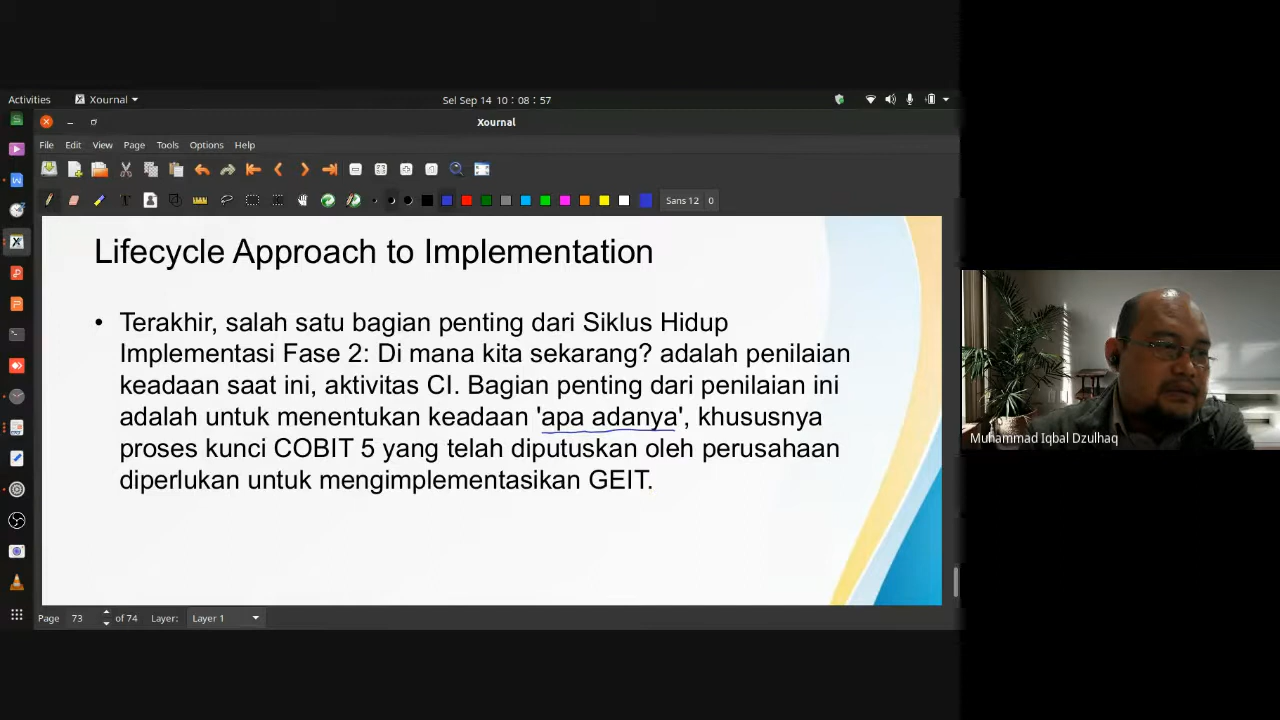 Activities Xournal Sel Sep 14 10:08:57
Xournal
File Edit View Page Tools Options Help
Sans 12 0
Lifecycle Approach to Implementation
• Terakhir, salah satu bagian penting dari Siklus Hidup
Implementasi Fase 2: Di mana kita sekarang? adalah penilaian
keadaan saat ini, aktivitas CI. Bagian penting dari penilaian ini
adalah untuk menentukan keadaan 'apa adanya', khususnya
proses kunci COBIT 5 yang telah diputuskan oleh perusahaan
diperlukan untuk mengimplementasikan GEIT.
Muhammad Iqbal Dzulhaq
Page 73 of 74 Layer: Layer 1